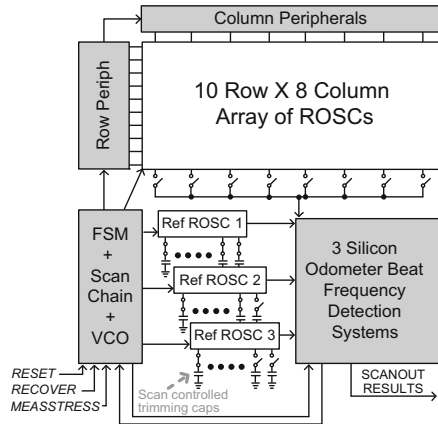 Column Peripherals
Row Periph
10 Row X 8 Column
Array of ROSCs
FSM
+
Scan
Chain
+
VCO
Ref ROSC 1
Ref ROSC 2
Ref ROSC 3
3 Silicon
Odometer Beat
Frequency
Detection
Systems
RESET
RECOVER
MEASSTRESS
Scan controlled
trimming caps
SCANOUT
RESULTS